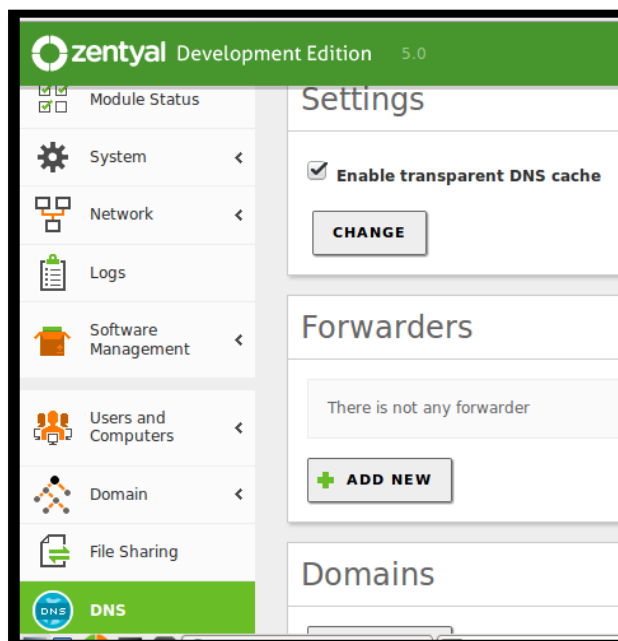 zentyal Development Edition 5.0
Module Status
System
Network
Logs
Software
Management
Users and
Computers
Domain
File Sharing
DNS
DNS
Settings
Enable transparent DNS cache
CHANGE
Forwarders
There is not any forwarder
ADD NEW
Domains